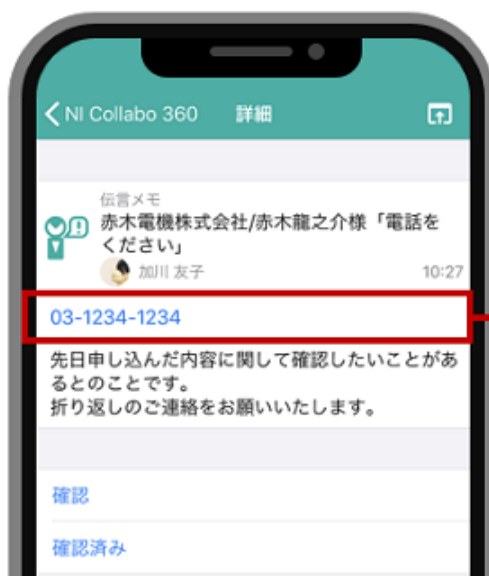 NI Collabo 360 詳細
伝言メモ
赤木電機株式会社/赤木龍之介様「電話を
ください」
加川 友子 10:27
03-1234-1234
先日申し込んだ内容に関して確認したいことがあ
るとのことです。
折り返しのご連絡をお願いいたします。
確認
確認済み